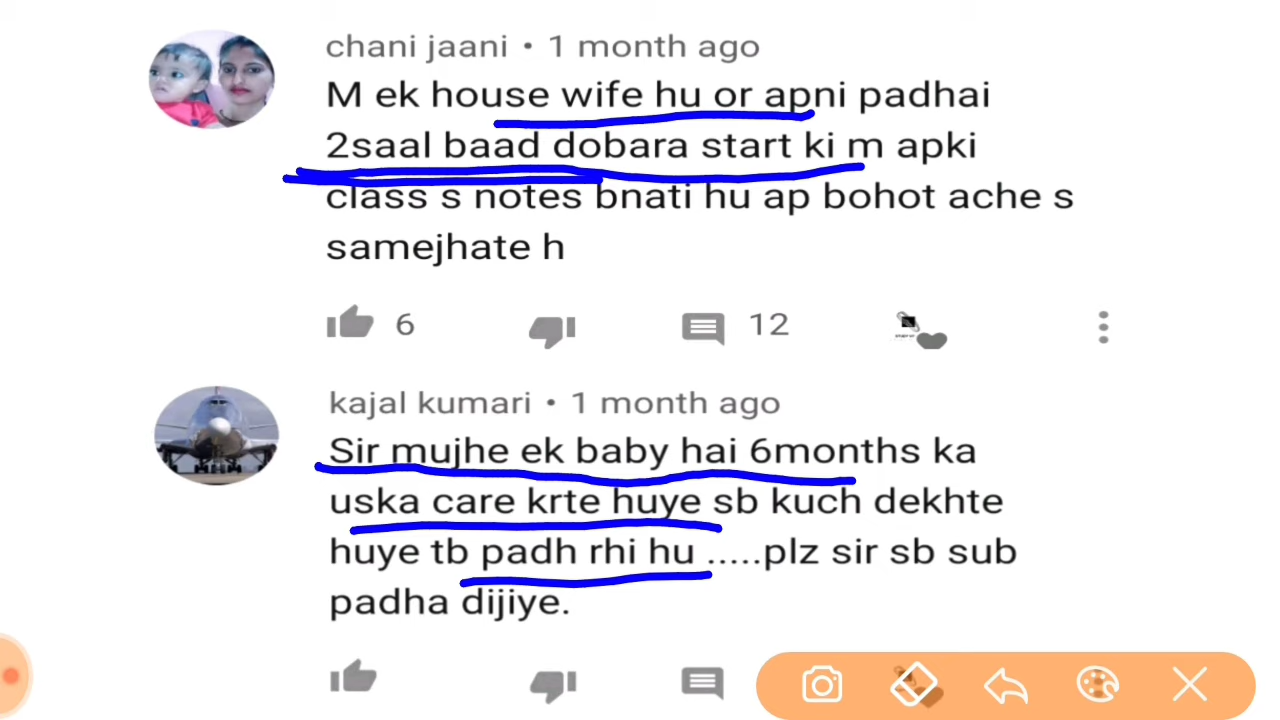 chani jaani • 1 month ago
M ek house wife hu or apni padhai
2saal baad dobara start ki m apki
class s notes bnati hu ap bohot ache s
samejhate h
6
12
kajal kumari • 1 month ago
Sir mujhe ek baby hai 6months ka
uska care krte huye sb kuch dekhte
huye tb padh rhi hu .....plz sir sb sub
padha dijiye.